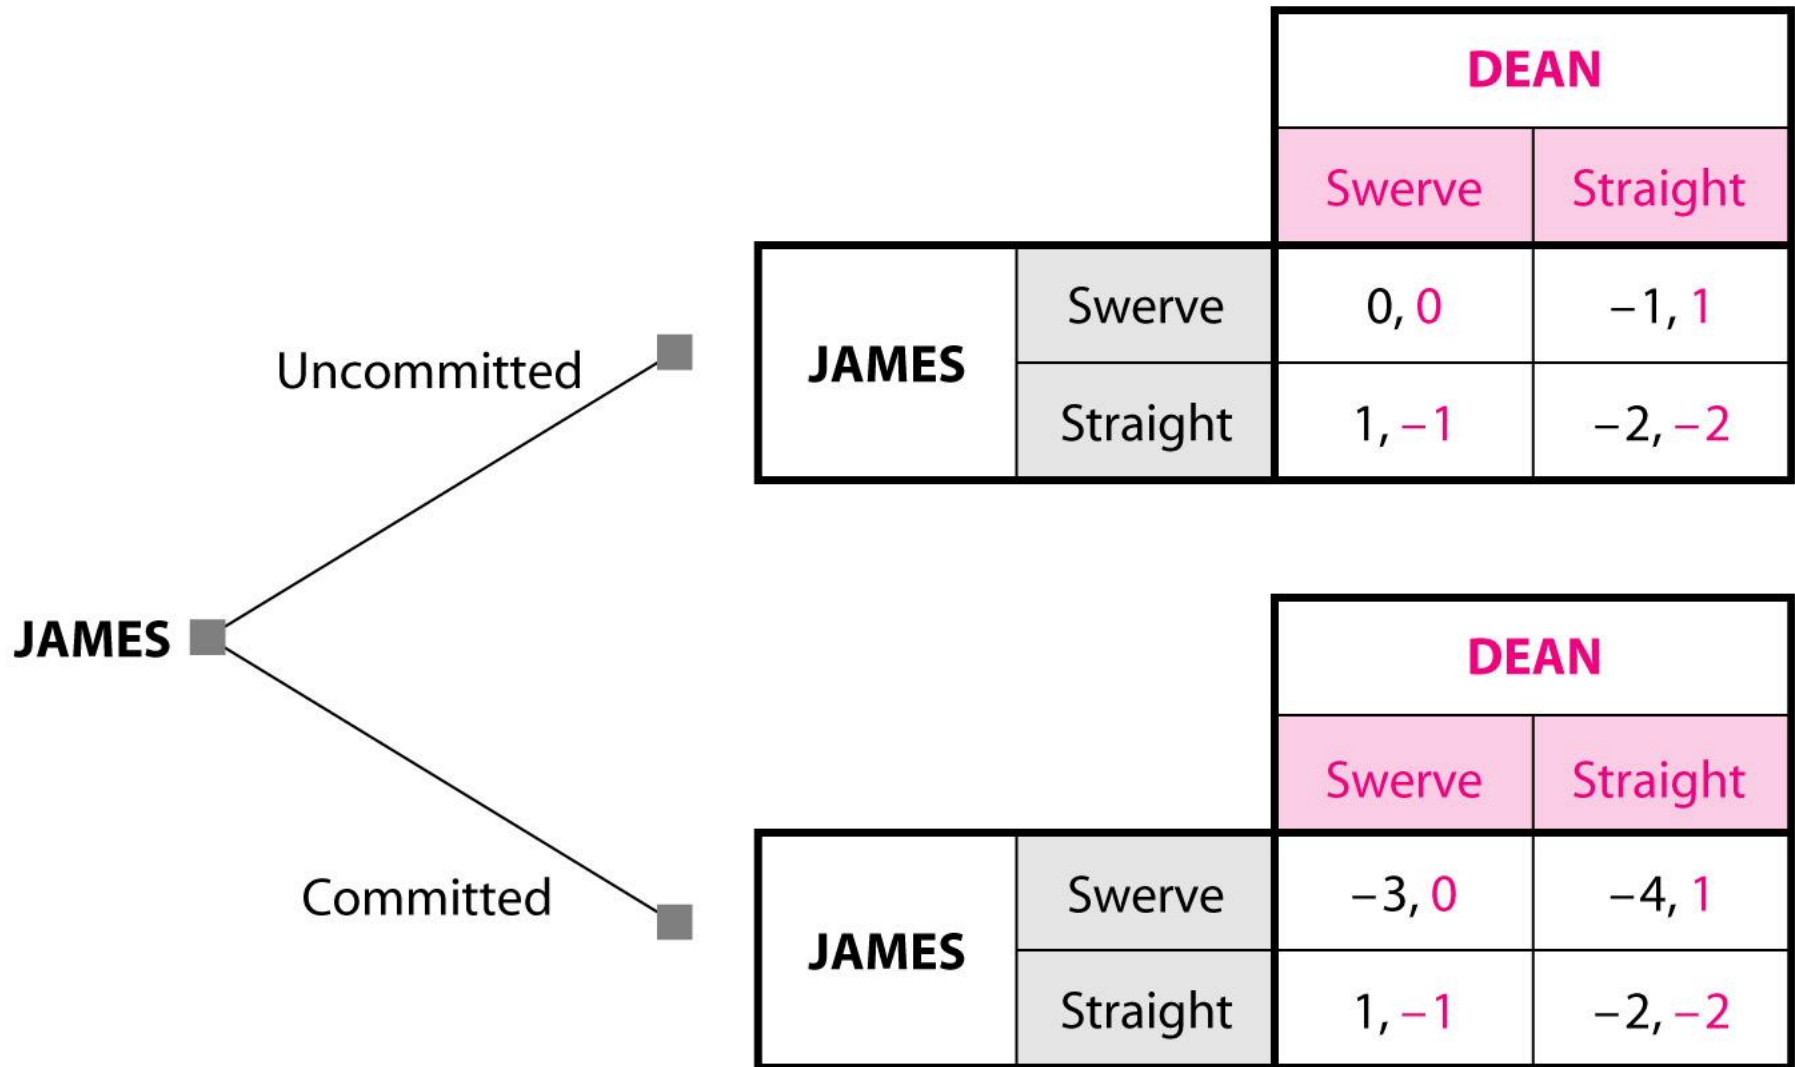 DEAN
Swerve Straight
JAMES Swerve 0, 0 –1, 1
Straight 1, –1 –2, –2
Uncommitted
JAMES
Committed
DEAN
Swerve Straight
JAMES Swerve –3, 0 –4, 1
Straight 1, –1 –2, –2